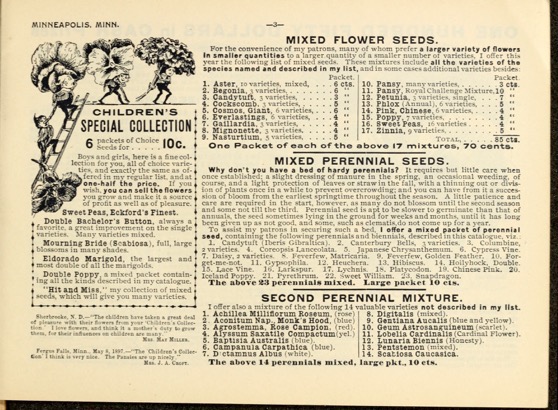 MINNEAPOLIS, MINN.
—3—
CHILDREN'S
SPECIAL COLLECTION
6 packets of Choice Seeds for 10c.
Boys and girls, here is a fine col-
lection for you, all of choice varie-
ties, and exactly the same as of-
fered in my regular list, and at
one-half the price. If you
wish, you can sell the flowers
you grow and make a source
of profit as well as of pleasure.
Sweet Peas, Eckford's Finest.
Double Bachelor's Button, always a
favorite, a great improvement on the single
varieties. Many varieties mixed.
Mourning Bride (Scabiosa), full, large
blossoms in many shades.
Eldorado Marigold, the largest and
most double of all the marigolds.
Double Poppy, a mixed packet contain-
ing all the kinds described in my catalogue.
"Hit and Miss," my collection of mixed
seeds, which will give you many varieties.
Sherbrooke, N. D.—"The children have taken a great deal
of pleasure with their flowers from your 'Children's Collec-
tion.' I love flowers, and think it a mother's duty to grow
them, for their influences on children are many."
MRS. MAY MILLER.
Fergus Falls, Minn., May 8, 1897.—"The Children's Collec-
tion I think is very nice. The Pansies are up nicely."
MRS. J. A. CROFT.
MIXED FLOWER SEEDS.
For the convenience of my patrons, many of whom prefer a larger variety of flowers
in smaller quantities to a larger quantity of a smaller number of varieties, I offer this
year the following list of mixed seeds. These mixtures include all the varieties of the
species named and described in my list, and in some cases additional varieties besides:
Packet.
1. Aster, 10 varieties, mixed, 6 cts.
2. Begonia, 3 varieties 6 "
3. Candytuft, 3 varieties 3 "
4. Cockscomb, 2 varieties 5 "
5. Cosmos, Giant, 6 varieties 6 "
6. Everlastings, 6 varieties 4 "
7. Gaillardia, 3 varieties 4 "
8. Mignonette, 3 varieties 4 "
9. Nasturtium, 8 varieties 5 "
Packet.
10. Pansy, many varieties, 3 cts.
11. Pansy, Royal Challenge Mixture, 10 "
12. Petunia, 3 varieties, single, 7 "
13. Phlox (Annual), 6 varieties 5 "
14. Pink, Chinese, 6 varieties 4 "
15. Poppy, 7 varieties 4 "
16. Sweet Peas, 16 varieties 4 "
17. Zinnia, 9 varieties 5 "
TOTAL, 85 cts.
One Packet of each of the above 17 mixtures, 70 cents.
MIXED PERENNIAL SEEDS.
Why don't you have a bed of hardy perennials? It requires but little care when
once established; a slight dressing of manure in the spring, an occasional weeding, of
course, and a light protection of leaves or straw in the fall, with a thinning out or divis-
ion of plants once in a while to prevent overcrowding; and you can have from it a succes-
sion of bloom from the earliest springtime throughout the season. A little patience and
care are required in the start, however, as many do not blossom until the second season
and some not until the third. Perennial seed is apt to be slower to germinate than that of
annuals, the seed sometimes lying in the ground for weeks and months, until it has long
been given up as not good, and some, such as clematis, do not come up for a year.
To assist my patrons in securing such a bed, I offer a mixed packet of perennial
seed, containing the following perennials and biennials, described in this catalogue, viz.:
1. Candytuft (Iberis Gibraltarica). 2. Canterbury Bells, 3 varieties. 3. Columbine,
2 varieties. 4. Coreopsis Lanceolata. 5. Japanese Chrysanthemum. 6. Cypress Vine.
7. Daisy, 2 varieties. 8. Feverfew, Matricaria. 9. Feverfew, Golden Feather. 10. For-
get-me-not. 11. Gypsophila. 12. Heuchera. 13. Hibiscus. 14. Hollyhock, Double.
15. Lace Vine. 16. Larkspur. 17. Lychnis. 18. Platycodon. 19. Chinese Pink. 20.
Iceland Poppy. 21. Pyrethrum. 22. Sweet William. 23. Snapdragon.
The above 23 perennials mixed. Large packet 10 cts.
SECOND PERENNIAL MIXTURE.
I offer also a mixture of the following 14 valuable varieties not described in my list.
1. Achillea Milliflorum Roseum, (rose)
2. Aconitum Nap., Monk's Hood, (blue)
3. Agrostemma, Rose Campion, (red).
4. Alyssum Saxatile Compactum (yel.)
5. Baptisia Australis (blue).
6. Campanula Carpathica (blue).
7. Dictamnus Albus (white).
8. Digitalis (mixed).
9. Gentiana Aucalis (blue and yellow).
10. Geum Astrosanguineum (scarlet).
11. Lobelia Cardinalis (Cardinal Flower).
12. Lunaria Biennis (Honesty).
13. Pentstemon (mixed).
14. Scabiosa Caucasica.
The above 14 perennials mixed, large pkt., 10 cts.